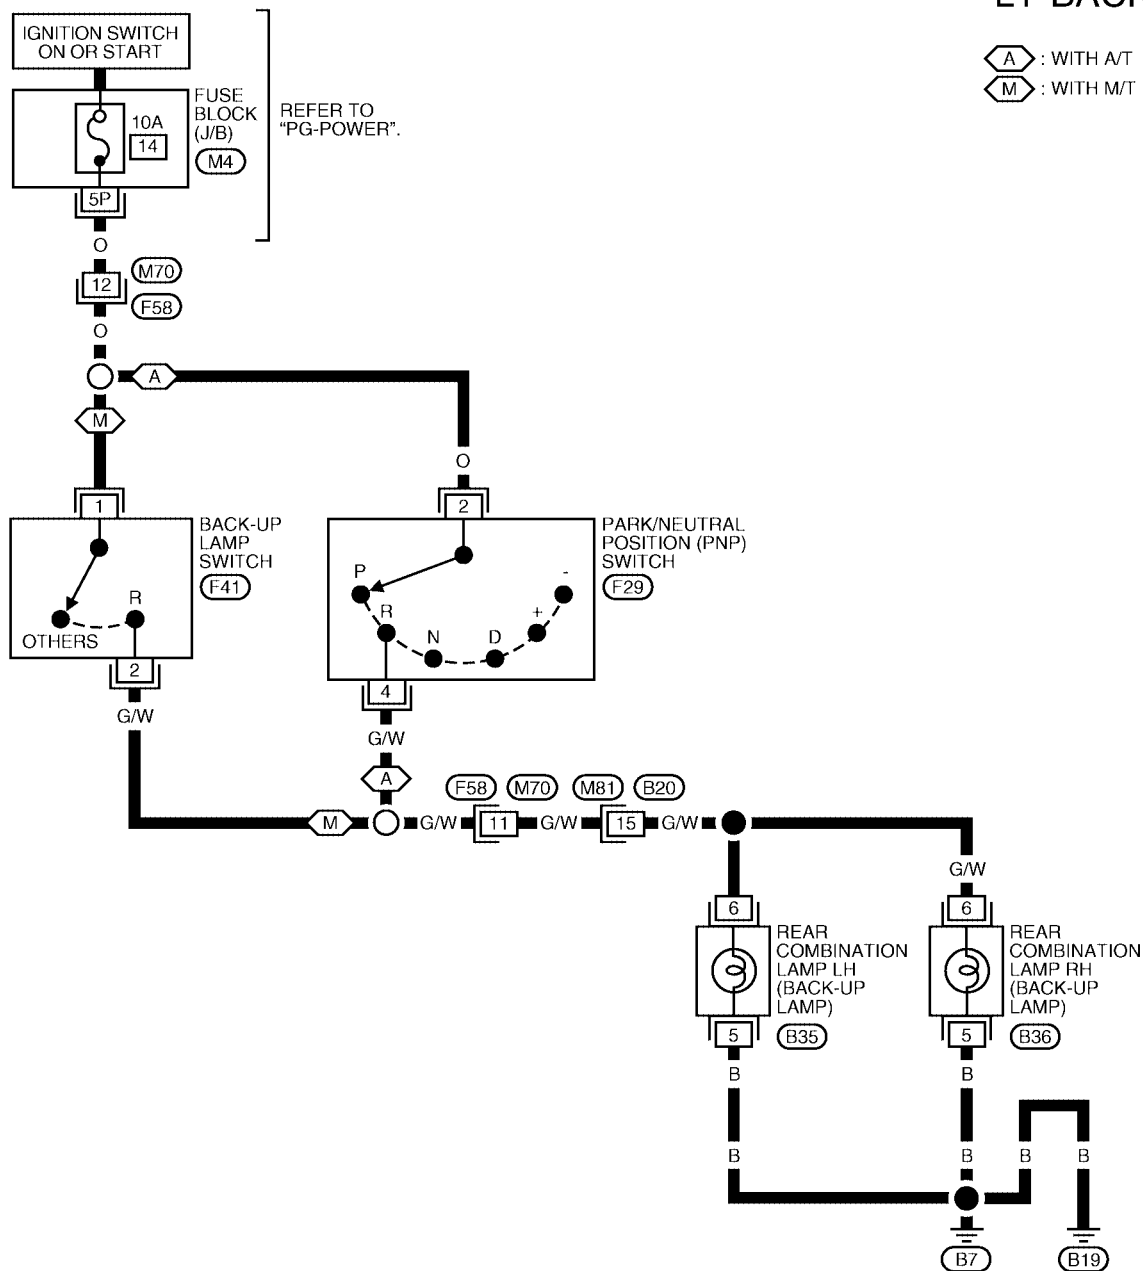 : WITH A/T
A
: WITH M/T
M
IGNITION SWITCH
ON OR START
FUSE
BLOCK
(J/B)
M4
10A
14
REFER TO
"PG-POWER".
5P
O
12
M70
F58
O
A
M
O
1
2
BACK-UP
LAMP
SWITCH
F41
OTHERS
R
2
G/W
PARK/NEUTRAL
POSITION (PNP)
SWITCH
F29
P
R
N
D
+
-
4
G/W
A
M
G/W
F58
M70
11
G/W
M81
B20
15
G/W
G/W
6
6
REAR
COMBINATION
LAMP LH
(BACK-UP
LAMP)
B35
REAR
COMBINATION
LAMP RH
(BACK-UP
LAMP)
B36
5
5
B
B
B
B
B
B
B7
B19